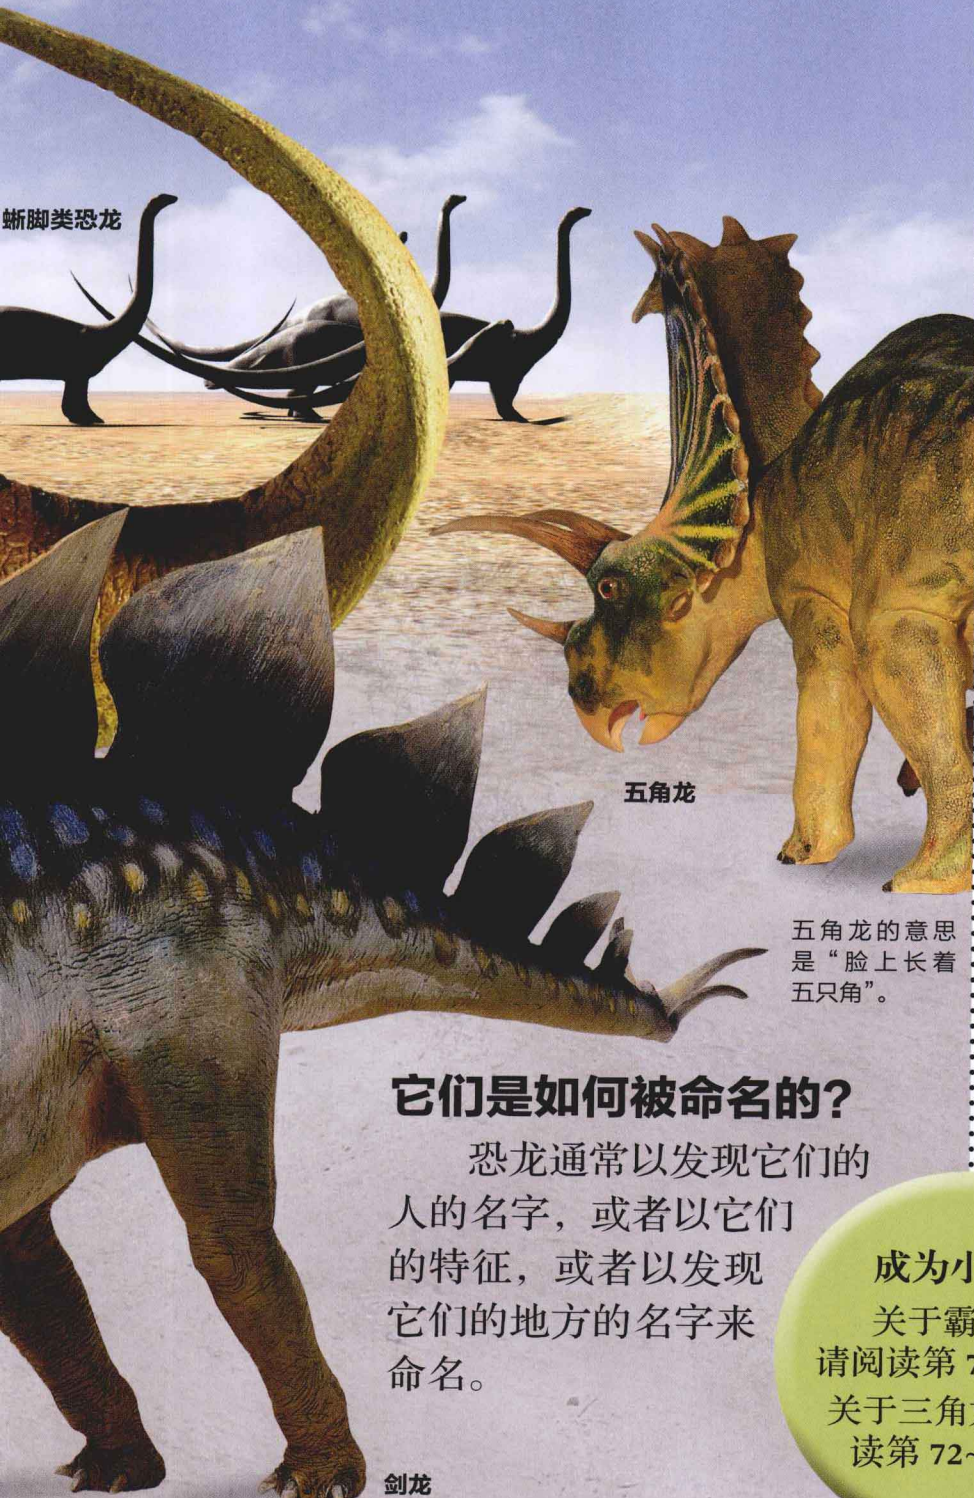 蜥脚类恐龙
五角龙
五角龙的意思
是“脸上长着
五只角”。
它们是如何被命名的？
恐龙通常以发现它们的
人的名字，或者以它们
的特征，或者以发现
它们的地方的名字来
命名。
剑龙
成为小
关于霸
请阅读第 7
关于三角
读第 72~